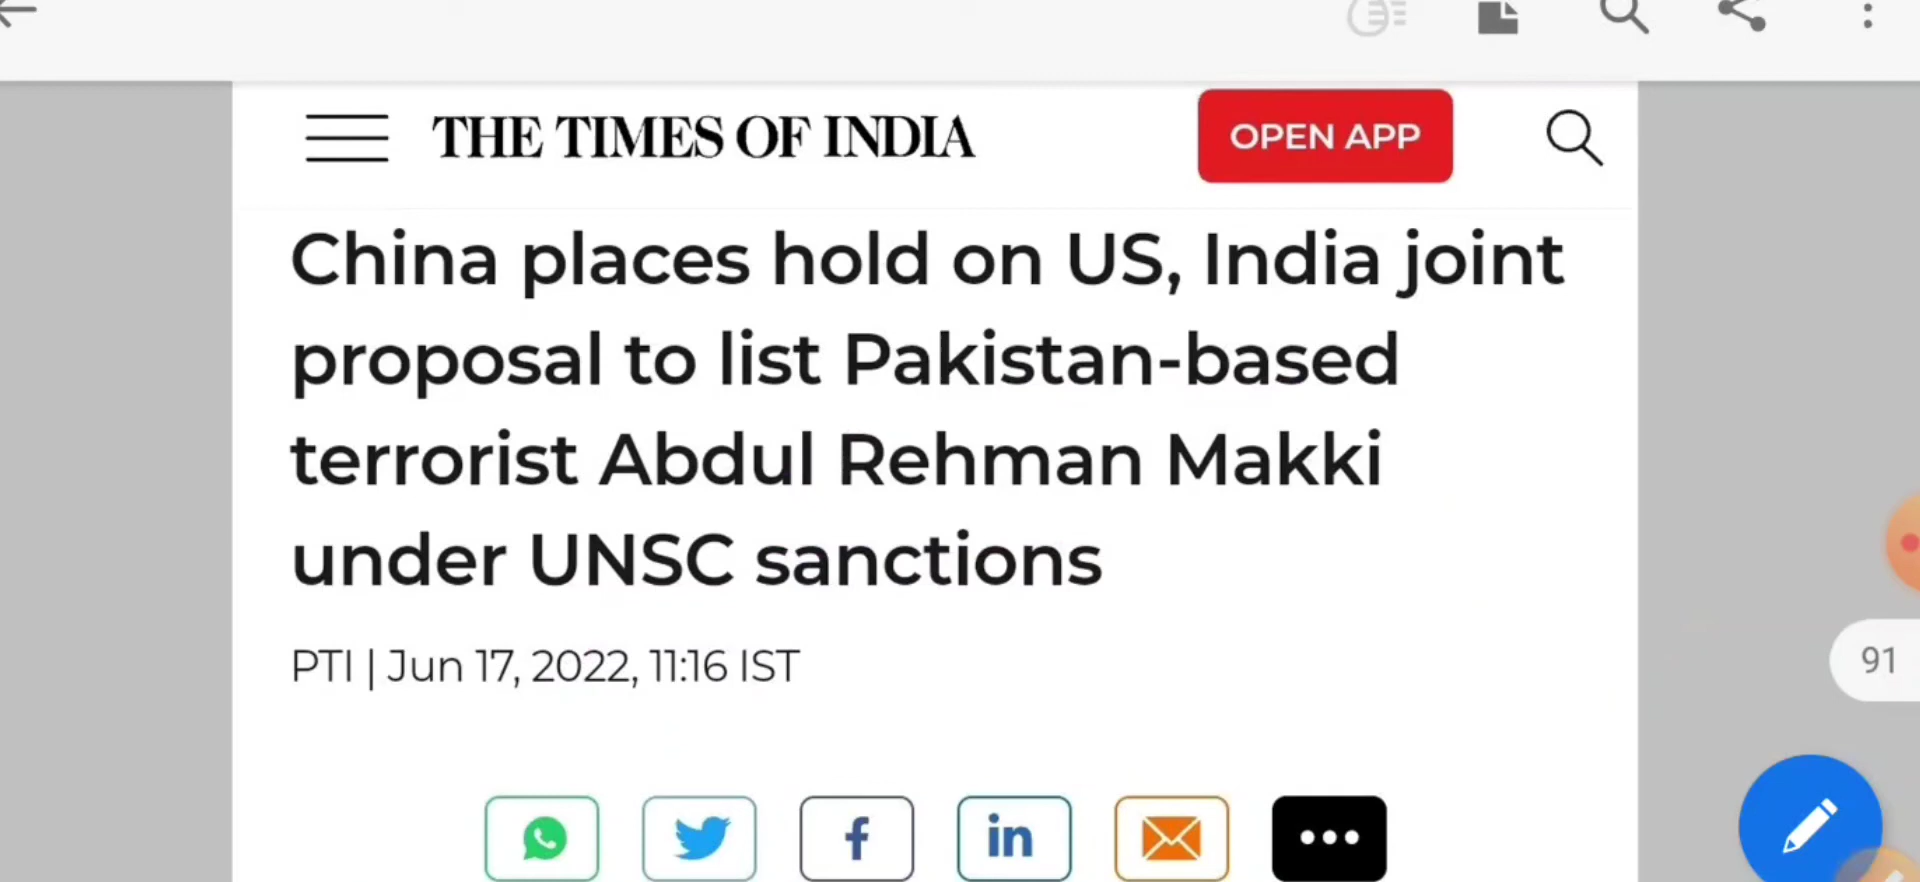 THE TIMES OF INDIA
OPEN APP
China places hold on US, India joint
proposal to list Pakistan-based
terrorist Abdul Rehman Makki
under UNSC sanctions
PTI | Jun 17, 2022, 11:16 IST
91
in